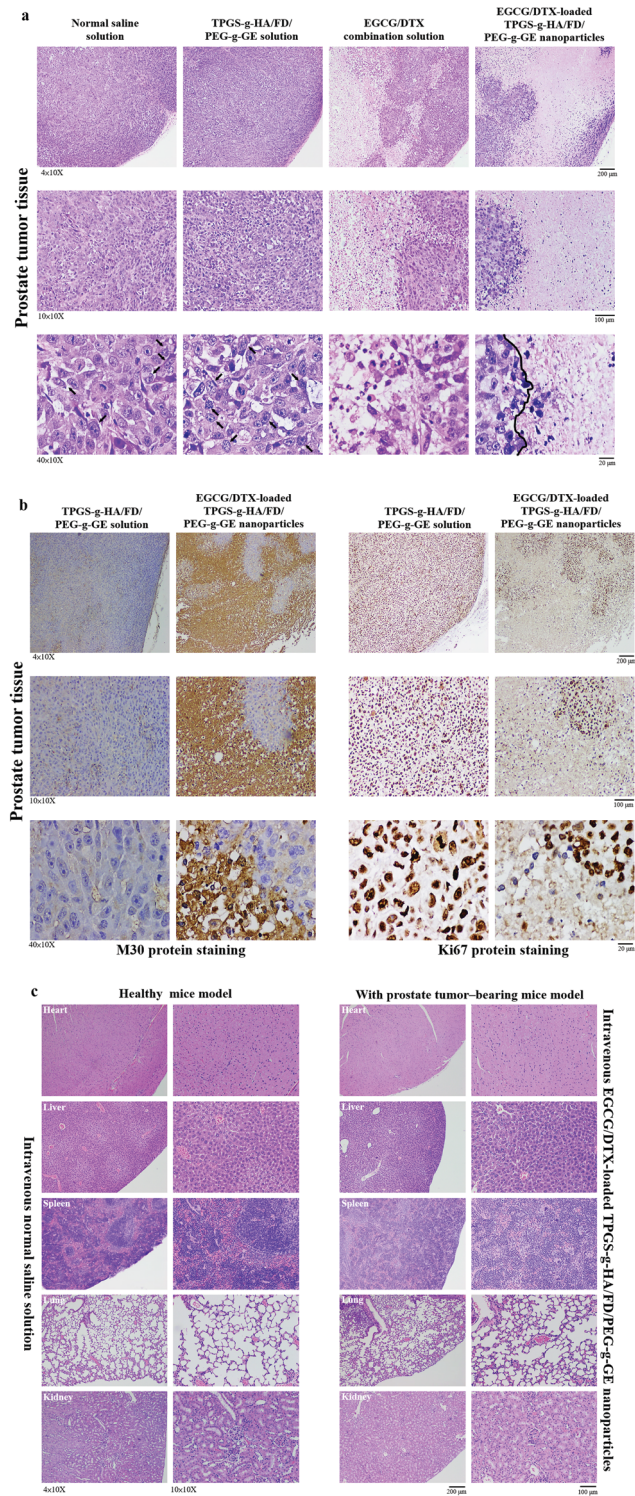 a
Normal saline
solution
TPGS-g-HA/FD/
PEG-g-GE solution
EGCG/DTX
combination solution
EGCG/DTX-loaded
TPGS-g-HA/FD/
PEG-g-GE nanoparticles
Prostate tumor tissue
4x10X
200 μm
10x10X
100 μm
40x10X
20 μm
b
TPGS-g-HA/FD/
PEG-g-GE solution
EGCG/DTX-loaded
TPGS-g-HA/FD/
PEG-g-GE nanoparticles
TPGS-g-HA/FD/
PEG-g-GE solution
EGCG/DTX-loaded
TPGS-g-HA/FD/
PEG-g-GE nanoparticles
Prostate tumor tissue
4x10X
200 μm
10x10X
100 μm
40x10X
20 μm
M30 protein staining
Ki67 protein staining
c
Healthy mice model
With prostate tumor–bearing mice model
Intravenous normal saline solution
Intravenous EGCG/DTX-loaded TPGS-g-HA/FD/PEG-g-GE nanoparticles
Heart
Heart
Liver
Liver
Spleen
Spleen
Lung
Lung
Kidney
Kidney
4x10X
10x10X
200 μm
100 μm